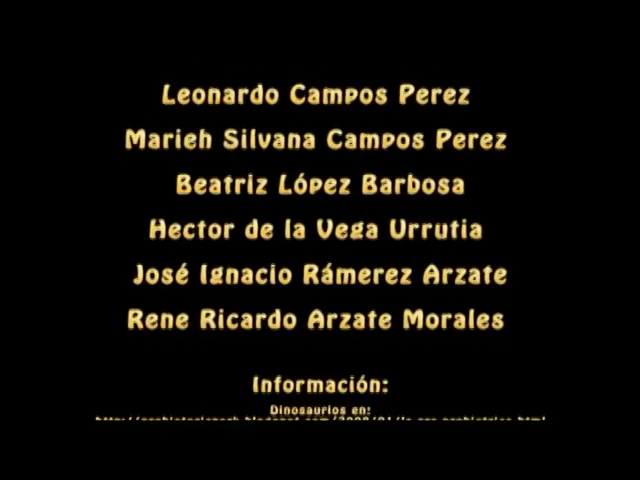 Leonardo Campos Perez
Marieh Silvana Campos Perez
Beatriz López Barbosa
Hector de la Vega Urrutia
José Ignacio Rámerez Arzate
Rene Ricardo Arzate Morales
Información:
Dinosaurios en: